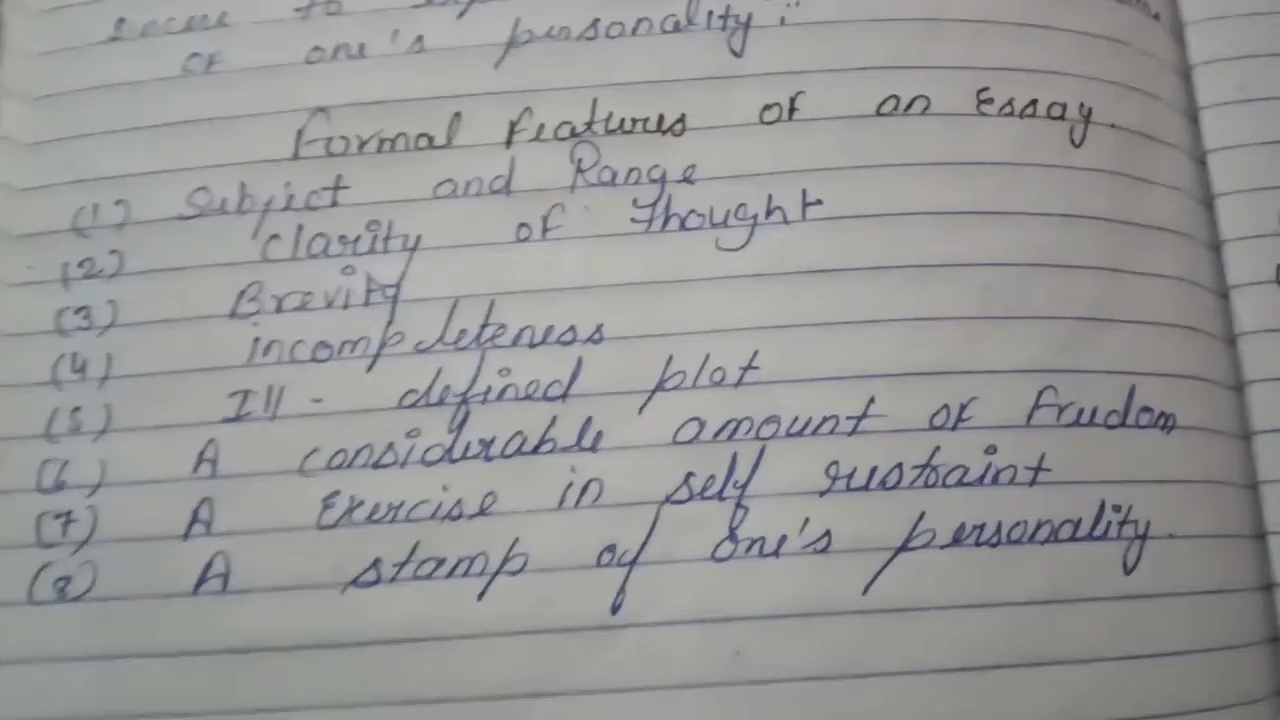 to
of one's personality."
Formal Features of an Essay.
(1) Subject and Range
(2) clarity of Thought
(3) Brevity
(4) incompleteness
(5) Ill-defined plot
(6) A considerable amount of Freedom
(7) A Exercise in self restraint
(8) A stamp of One's personality.